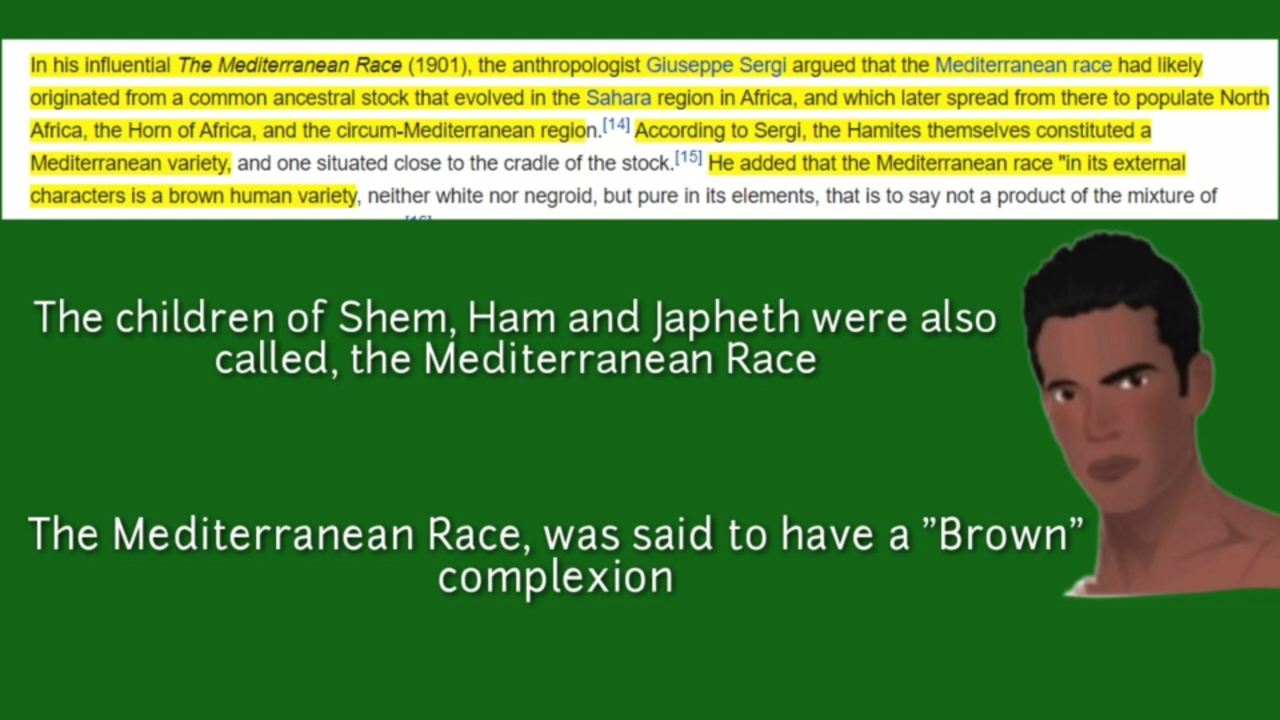 In his influential The Mediterranean Race (1901), the anthropologist Giuseppe Sergi argued that the Mediterranean race had likely
originated from a common ancestral stock that evolved in the Sahara region in Africa, and which later spread from there to populate North
Africa, the Horn of Africa, and the circum-Mediterranean region.[14] According to Sergi, the Hamites themselves constituted a
Mediterranean variety, and one situated close to the cradle of the stock.[15] He added that the Mediterranean race "in its external
characters is a brown human variety, neither white nor negroid, but pure in its elements, that is to say not a product of the mixture of
The children of Shem, Ham and Japheth were also
called, the Mediterranean Race
The Mediterranean Race, was said to have a ”Brown”
complexion